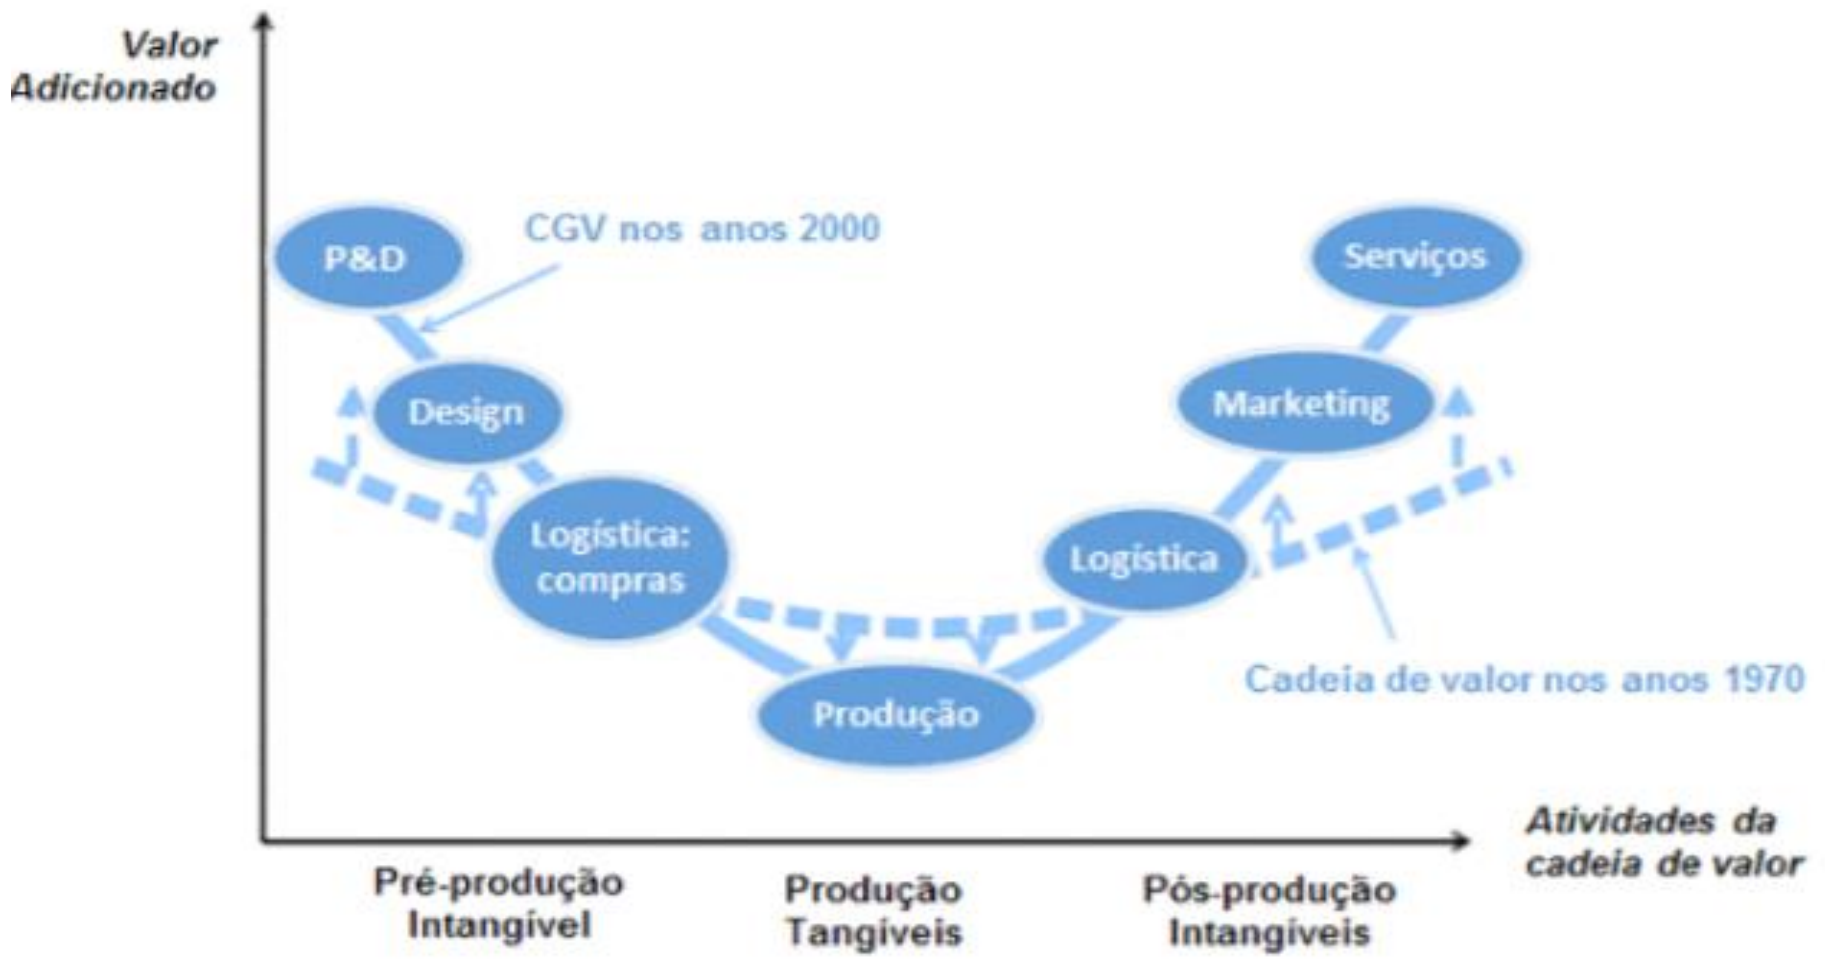 Valor
Adicionado
CGV nos anos 2000
P&D
Serviços
Design
Marketing
Logística:
compras
Logística
Produção
Cadeia de valor nos anos 1970
Atividades da
cadeia de valor
Pré-produção
Intangível
Produção
Tangíveis
Pós-produção
Intangíveis